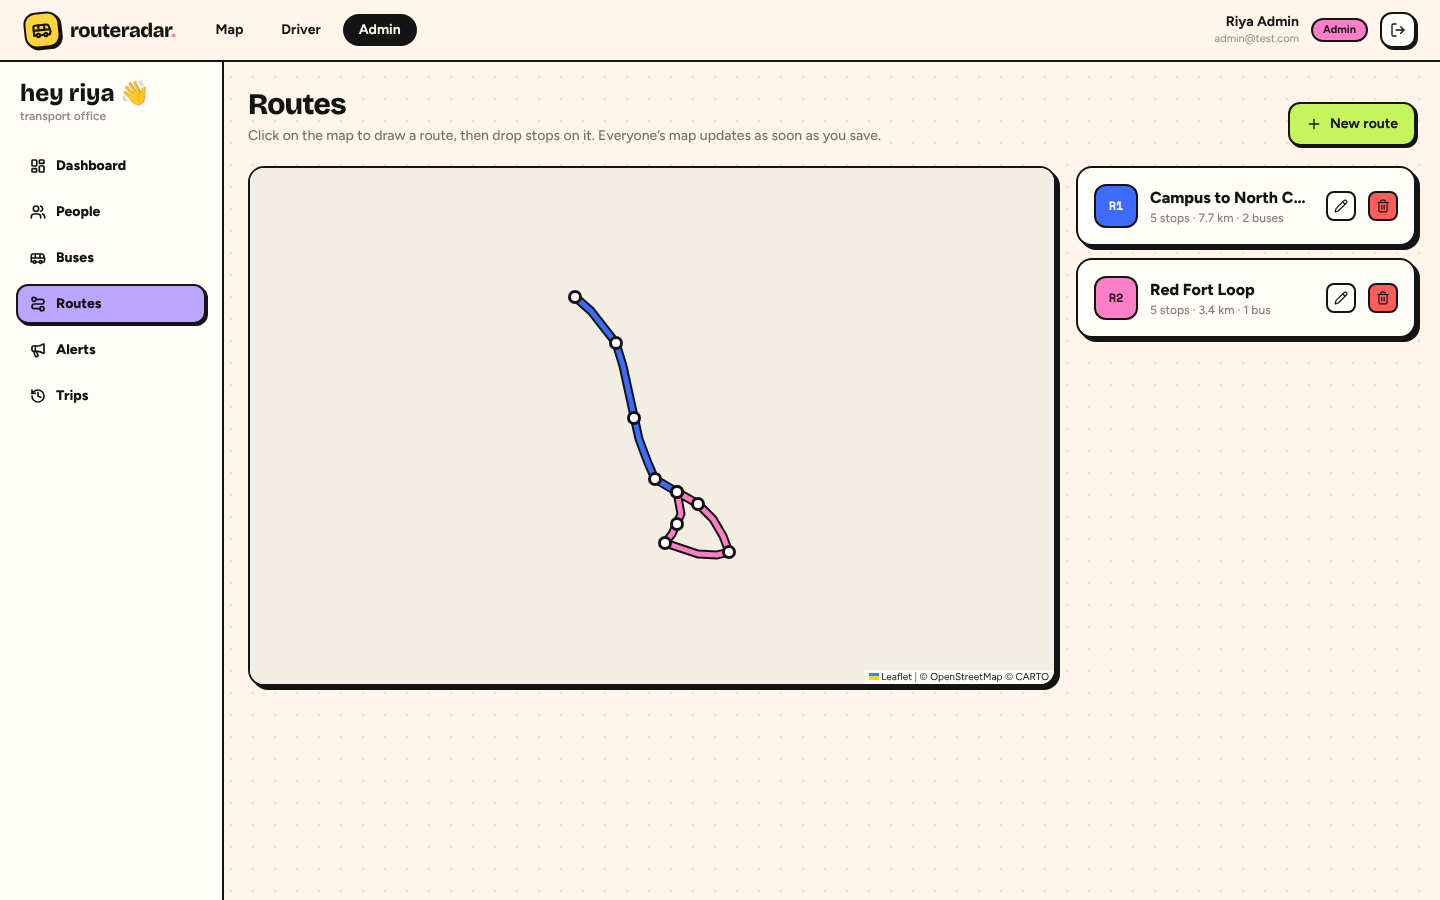 routeradar.
Map
Driver
Admin
Riya Admin
admin@test.com
Admin
hey riya 👋
transport office
Dashboard
People
Buses
Routes
Alerts
Trips
Routes
Click on the map to draw a route, then drop stops on it. Everyone's map updates as soon as you save.
New route
R1
Campus to North C...
5 stops · 7.7 km · 2 buses
R2
Red Fort Loop
5 stops · 3.4 km · 1 bus
Leaflet | © OpenStreetMap © CARTO